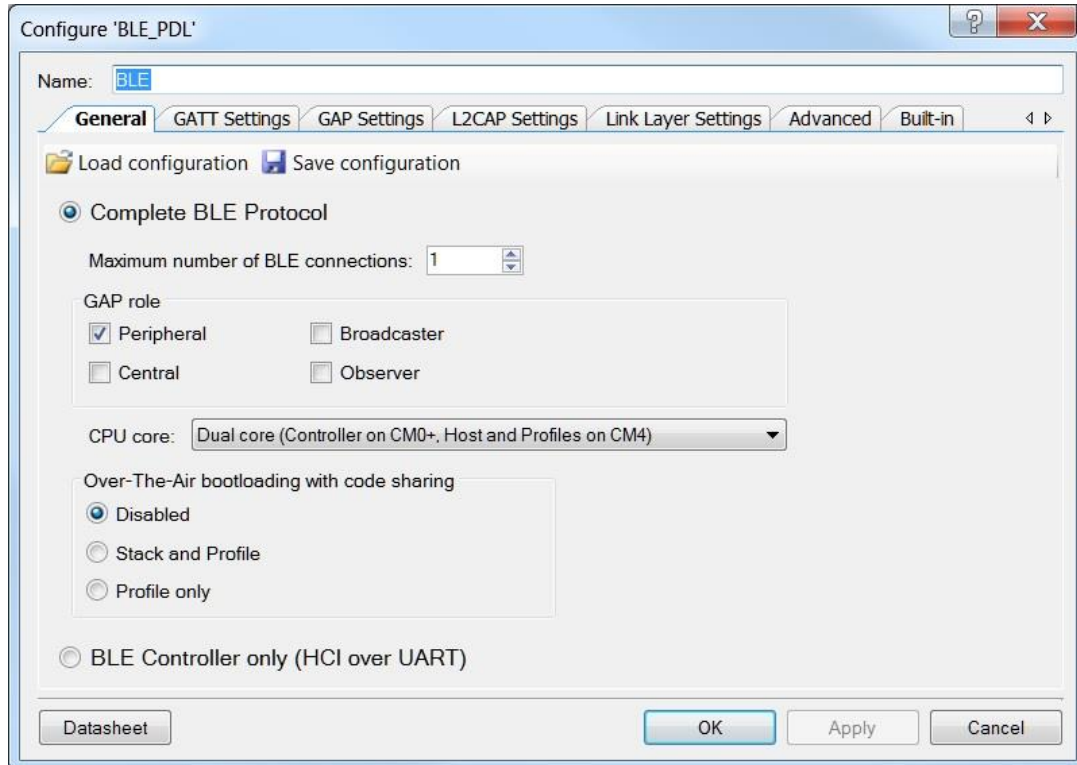 Configure 'BLE_PDL'
Name: BLE
General GATT Settings GAP Settings L2CAP Settings Link Layer Settings Advanced Built-in
Load configuration Save configuration
Complete BLE Protocol
Maximum number of BLE connections: 1
GAP role
Peripheral Broadcaster
Central Observer
CPU core: Dual core (Controller on CM0+, Host and Profiles on CM4)
Over-The-Air bootloading with code sharing
Disabled
Stack and Profile
Profile only
BLE Controller only (HCI over UART)
Datasheet OK Apply Cancel